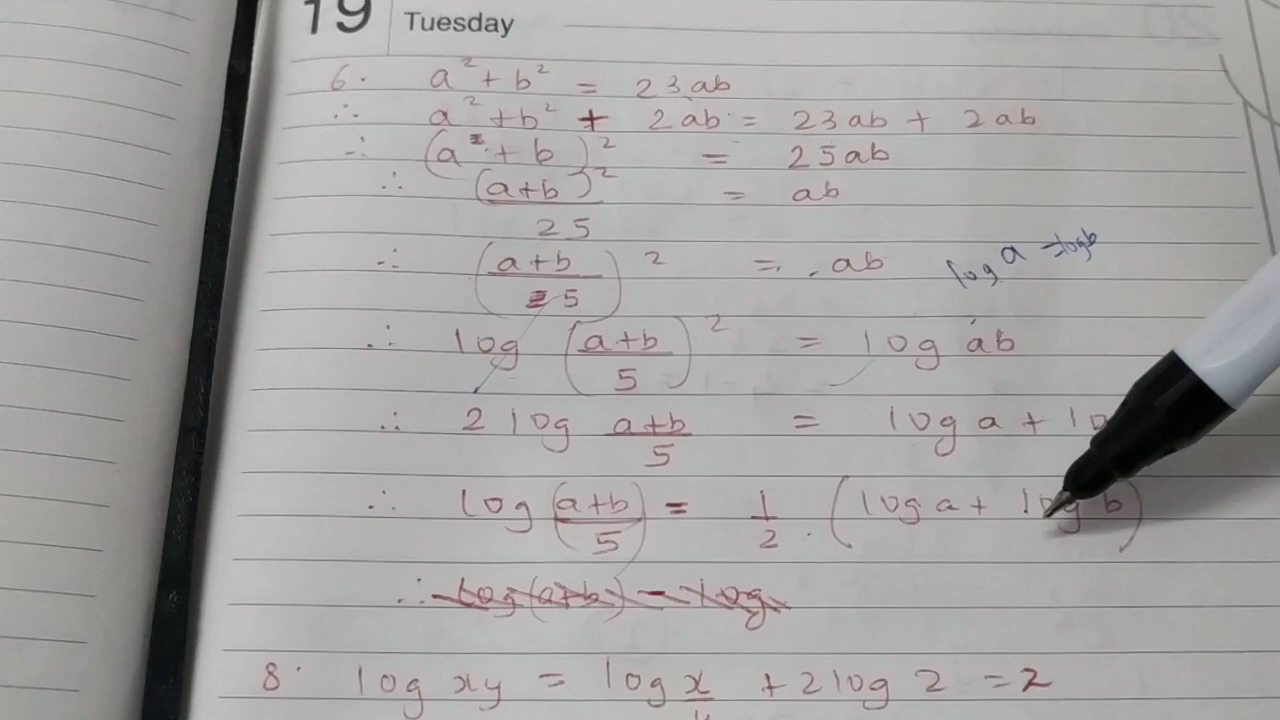 19 Tuesday
6. a² + b² = 23ab
∴ a² + b² + 2ab = 23ab + 2ab
∴ (a + b)² = 25ab
∴ (a+b)² / 25 = ab
∴ ((a+b)/5)² = ab
log a - log b
∴ log ((a+b)/5)² = log ab
∴ 2 log (a+b)/5 = log a + lo
∴ log ((a+b)/5) = 1/2 . (log a + log b)
∴ log(a+b) - log
8. log xy = log x/ + 2 log 2 = 2